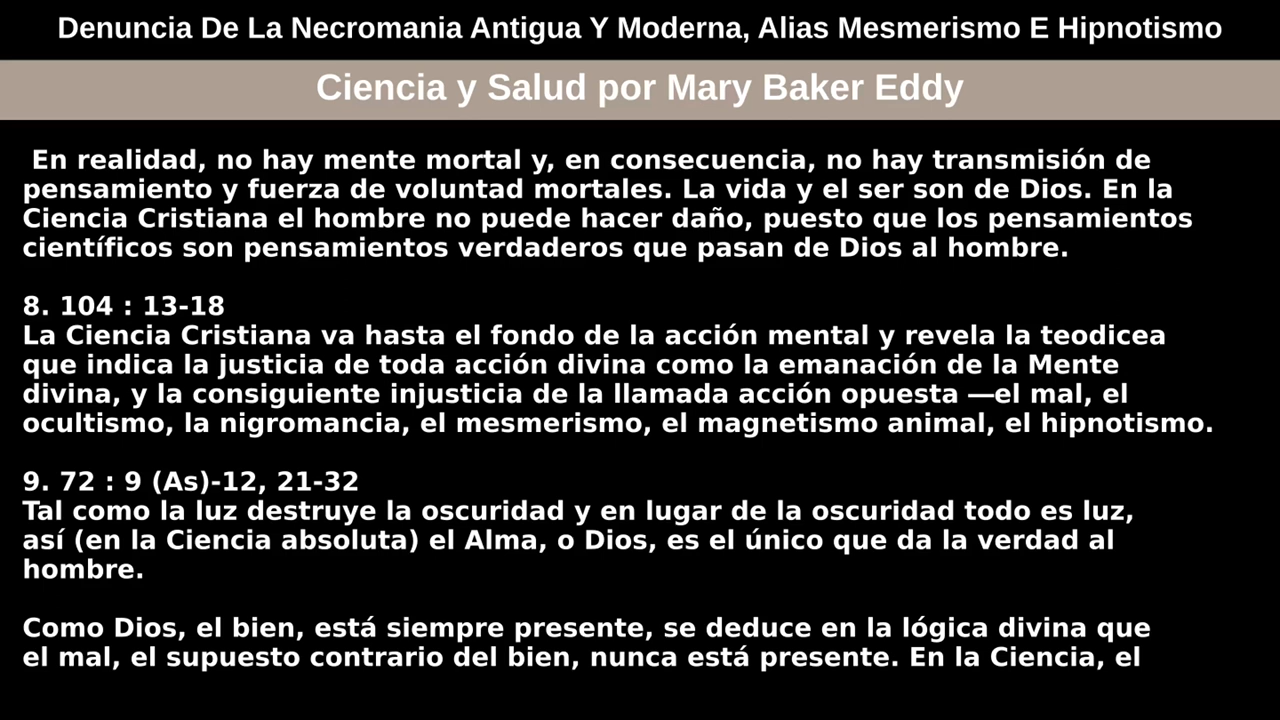 Denuncia De La Necromania Antigua Y Moderna, Alias Mesmerismo E Hipnotismo
Ciencia y Salud por Mary Baker Eddy
En realidad, no hay mente mortal y, en consecuencia, no hay transmisión de
pensamiento y fuerza de voluntad mortales. La vida y el ser son de Dios. En la
Ciencia Cristiana el hombre no puede hacer daño, puesto que los pensamientos
científicos son pensamientos verdaderos que pasan de Dios al hombre.
8. 104 : 13-18
La Ciencia Cristiana va hasta el fondo de la acción mental y revela la teodicea
que indica la justicia de toda acción divina como la emanación de la Mente
divina, y la consiguiente injusticia de la llamada acción opuesta —el mal, el
ocultismo, la nigromancia, el mesmerismo, el magnetismo animal, el hipnotismo.
9. 72 : 9 (As)-12, 21-32
Tal como la luz destruye la oscuridad y en lugar de la oscuridad todo es luz,
así (en la Ciencia absoluta) el Alma, o Dios, es el único que da la verdad al
hombre.
Como Dios, el bien, está siempre presente, se deduce en la lógica divina que
el mal, el supuesto contrario del bien, nunca está presente. En la Ciencia, el